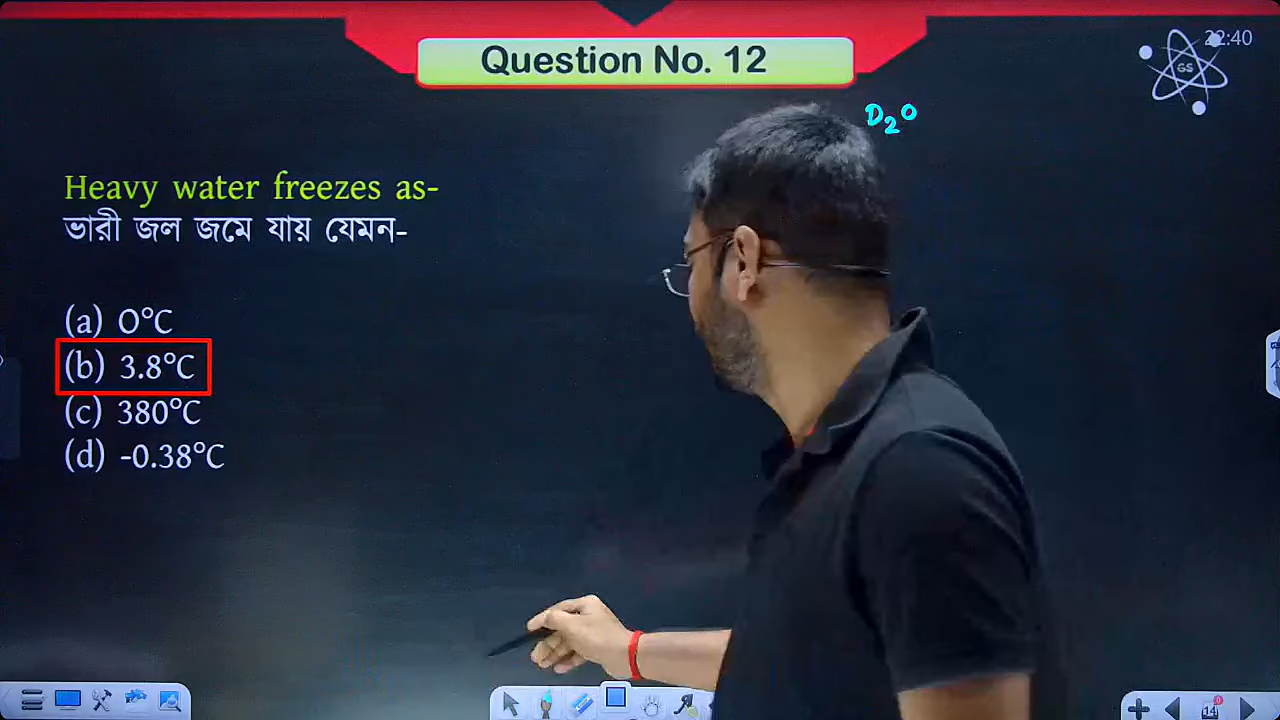 Question No. 12
22:40
GS
D₂O
Heavy water freezes as-
ভারী জল জমে যায় যেমন-
(a) O°C
(b) 3.8°C
(c) 380°C
(d) -0.38°C
14